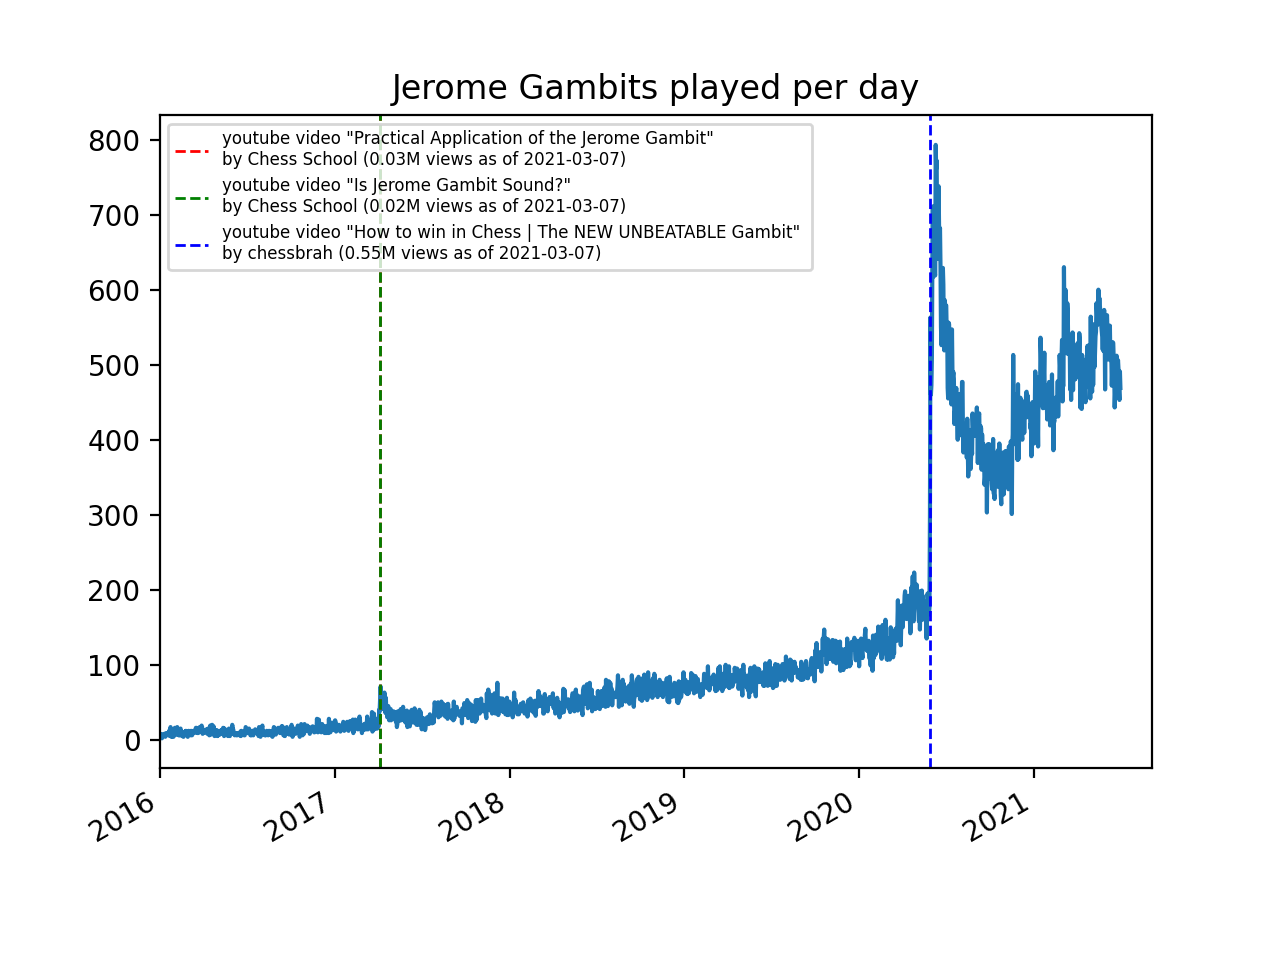 Jerome Gambits played per day
youtube video "Practical Application of the Jerome Gambit"
by Chess School (0.03M views as of 2021-03-07)
youtube video "Is Jerome Gambit Sound?"
by Chess School (0.02M views as of 2021-03-07)
youtube video "How to win in Chess | The NEW UNBEATABLE Gambit"
by chessbrah (0.55M views as of 2021-03-07)
800
700
600
500
400
300
200
100
0
2016
2017
2018
2019
2020
2021